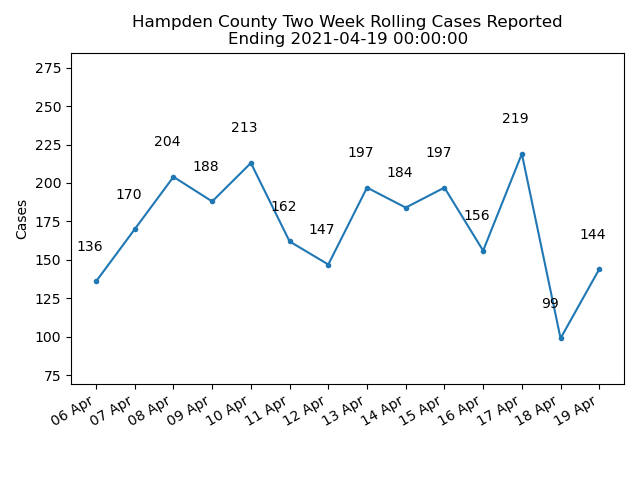 Hampden County Two Week Rolling Cases Reported
Ending 2021-04-19 00:00:00
275
250
225
200
175
150
125
100
75
Cases
136
170
204
188
213
162
147
197
184
197
156
219
99
144
06 Apr
07 Apr
08 Apr
09 Apr
10 Apr
11 Apr
12 Apr
13 Apr
14 Apr
15 Apr
16 Apr
17 Apr
18 Apr
19 Apr